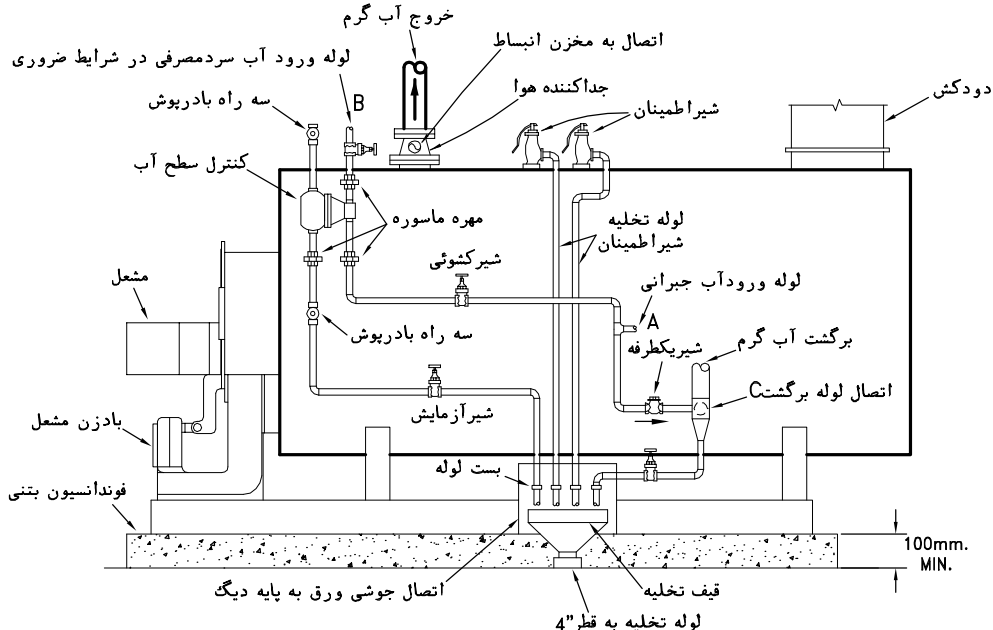 خروج آب گرم
اتصال به مخزن انبساط
لوله ورود آب سردمصرفی در شرایط ضروری
جداکننده هوا
دودکش
B
سه راه بادرپوش
شیراطمینان
کنترل سطح آب
مهره ماسوره
لوله تخلیه
شیراطمینان
شیرکشوئی
مشعل
لوله ورودآب جبرانی
A
سه راه بادرپوش
برگشت آب گرم
شیریکطرفه
اتصال لوله برگشتC
شیرآزمایش
بادزن مشعل
بست لوله
فوندانسیون بتنی
100mm.
MIN.
اتصال جوشی ورق به پایه دیگ
قیف تخلیه
لوله تخلیه به قطر"4